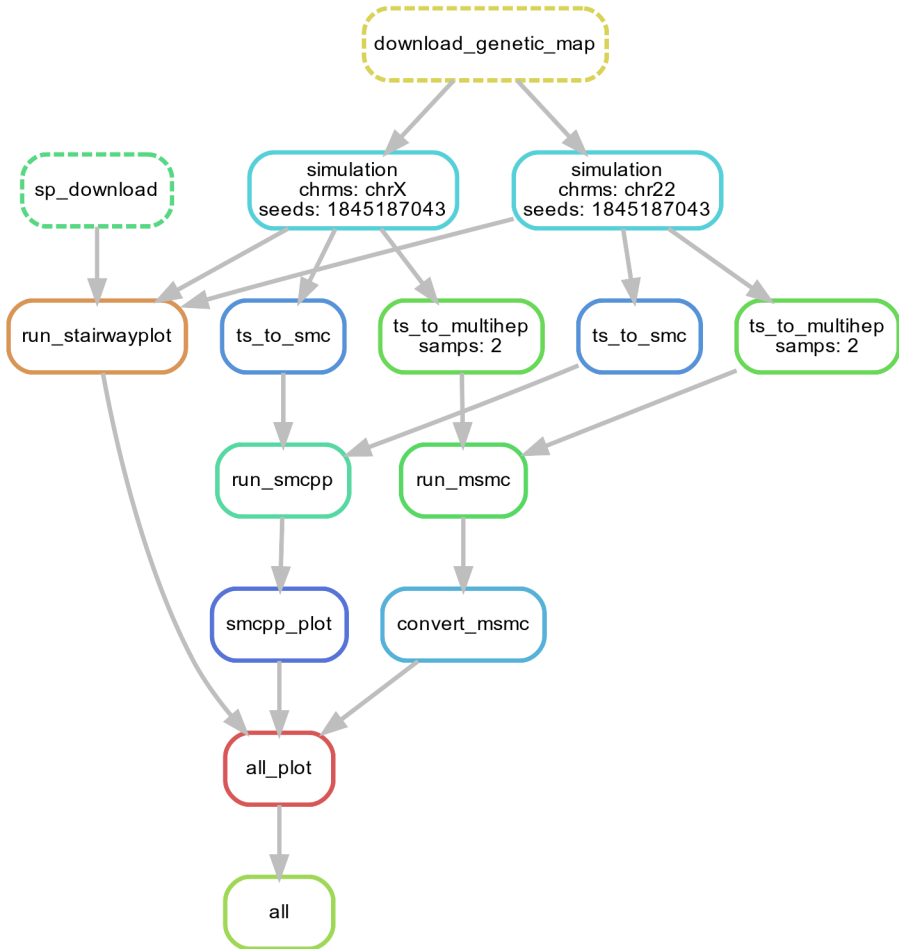 download_genetic_map
sp_download
simulation
chrms: chrX
seeds: 1845187043
simulation
chrms: chr22
seeds: 1845187043
run_stairwayplot
ts_to_smc
ts_to_multihep
samps: 2
ts_to_smc
ts_to_multihep
samps: 2
run_smcpp
run_msmc
smcpp_plot
convert_msmc
all_plot
all